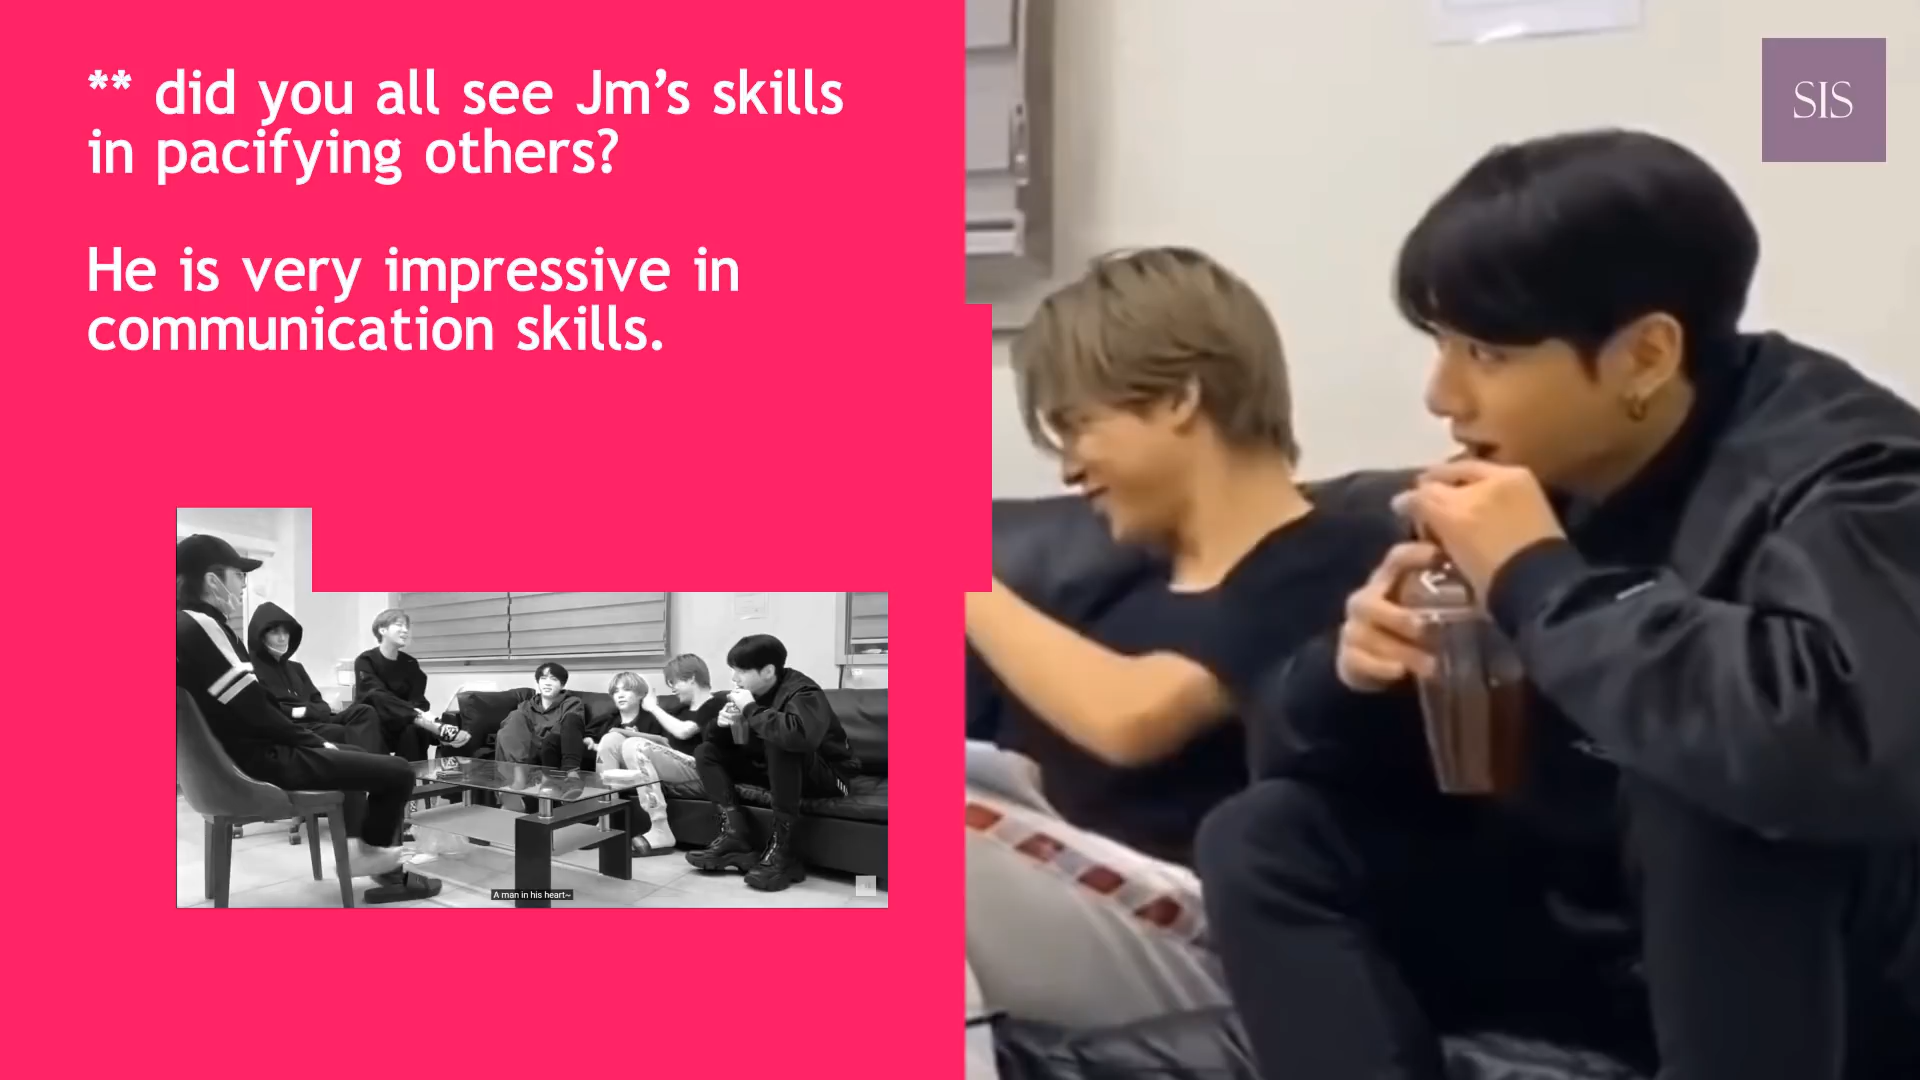 ** did you all see Jm’s skills
in pacifying others?
He is very impressive in
communication skills.
SIS
A man in his heart~